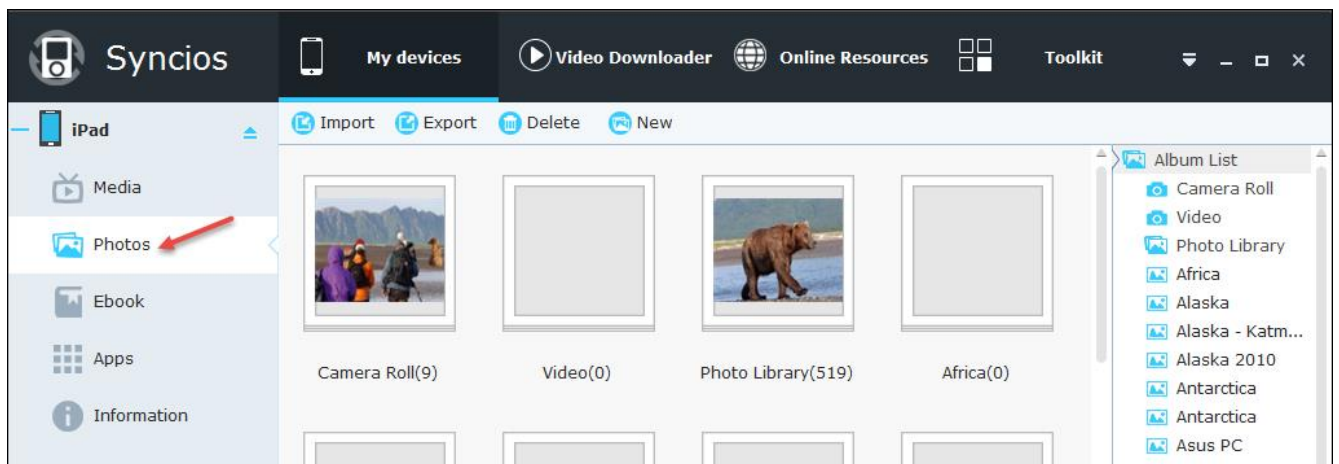 Syncios
My devices
Video Downloader
Online Resources
Toolkit
iPad
Media
Photos
Ebook
Apps
Information
Import Export Delete New
Camera Roll(9)
Video(0)
Photo Library(519)
Africa(0)
Album List
Camera Roll
Video
Photo Library
Africa
Alaska
Alaska - Katm...
Alaska 2010
Antarctica
Antarctica
Asus PC